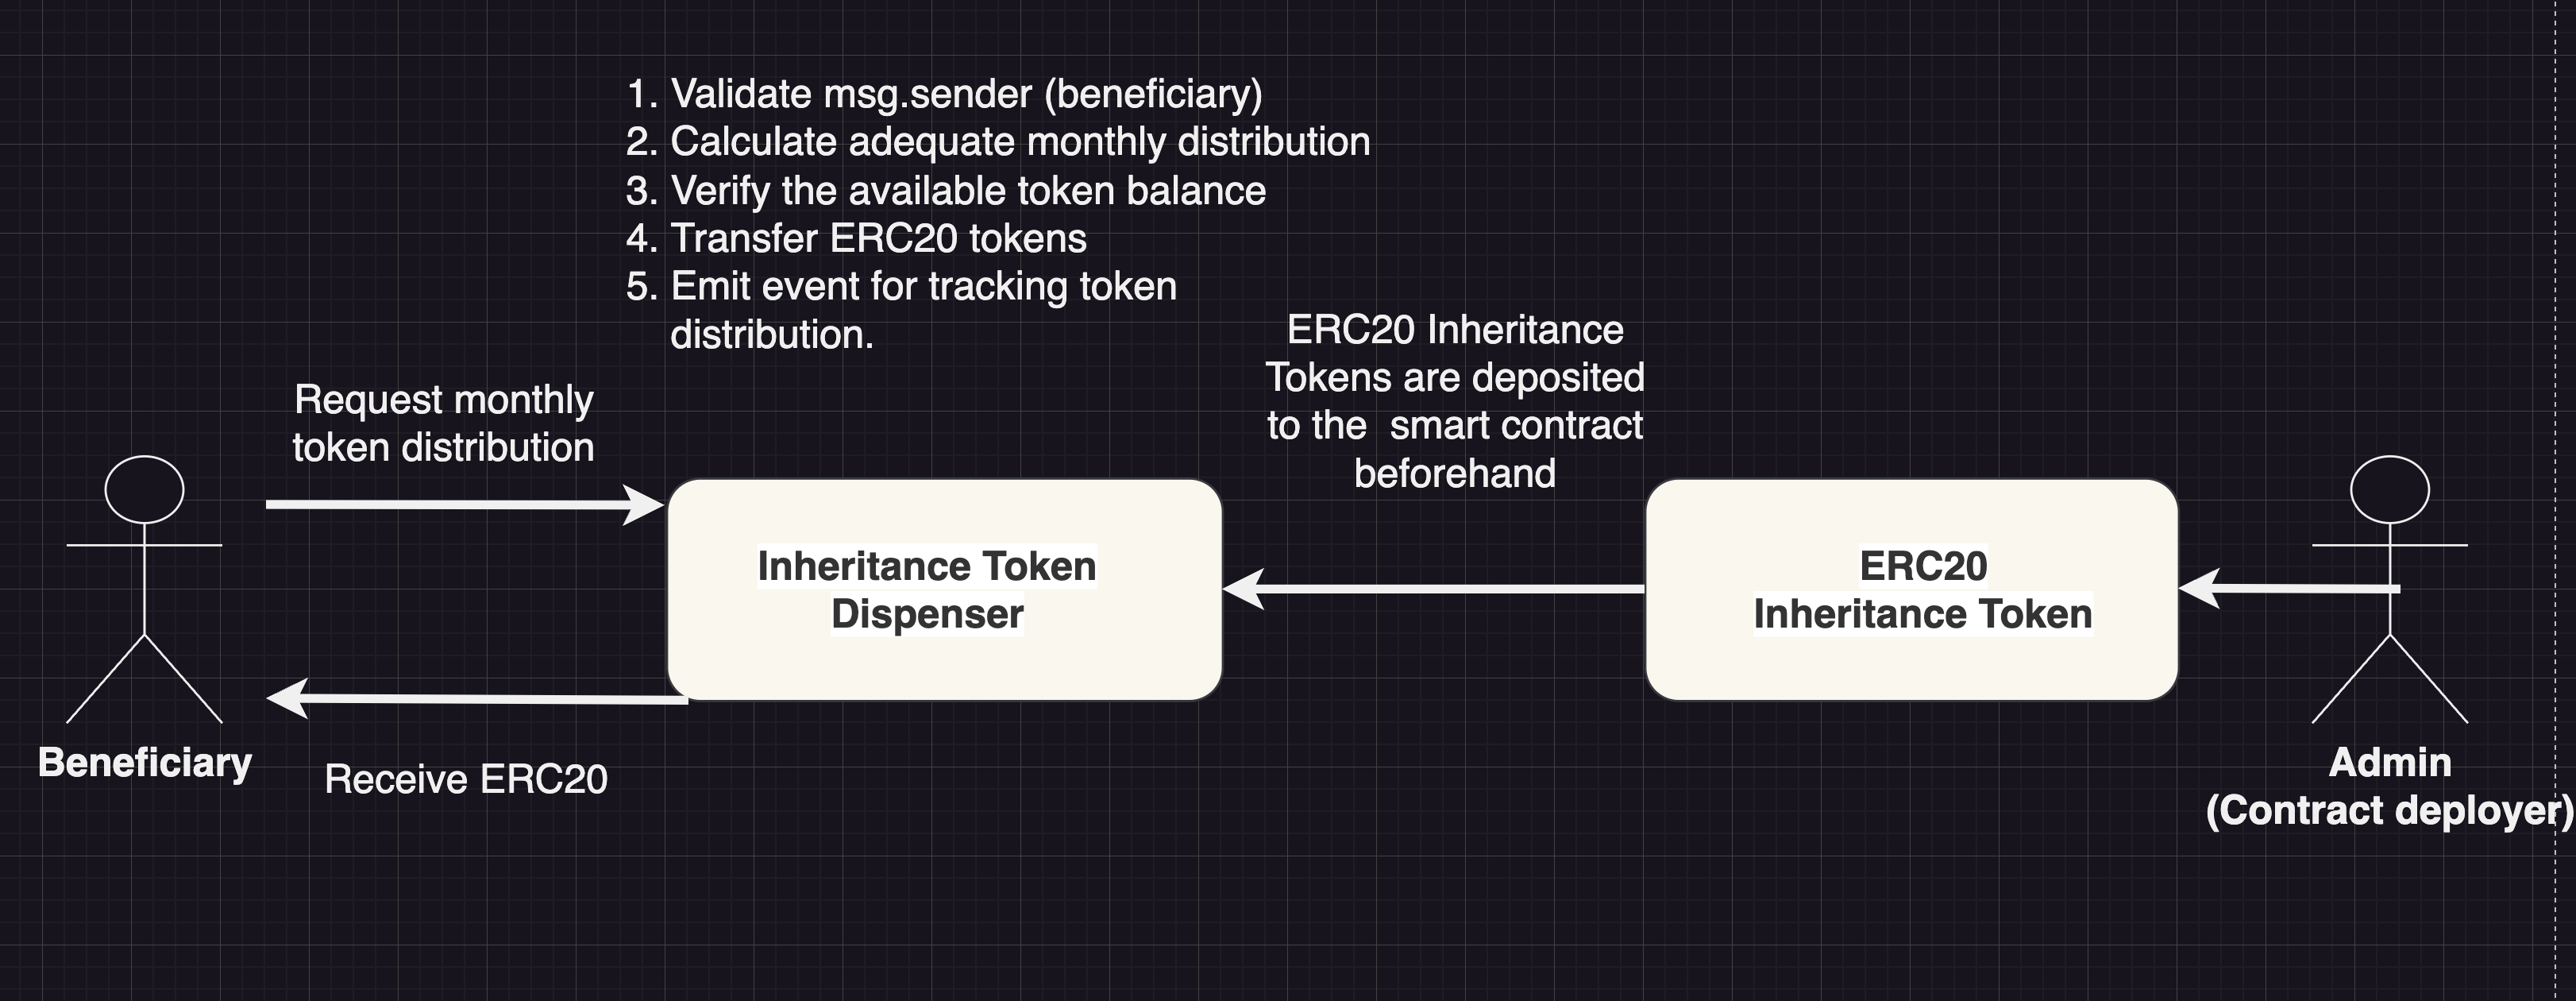 1. Validate msg.sender (beneficiary)
2. Calculate adequate monthly distribution
3. Verify the available token balance
4. Transfer ERC20 tokens
5. Emit event for tracking token
distribution.
ERC20 Inheritance
Tokens are deposited
to the  smart contract
beforehand
Request monthly
token distribution
Inheritance Token
Dispenser
ERC20
Inheritance Token
Beneficiary
Receive ERC20
Admin
(Contract deployer)